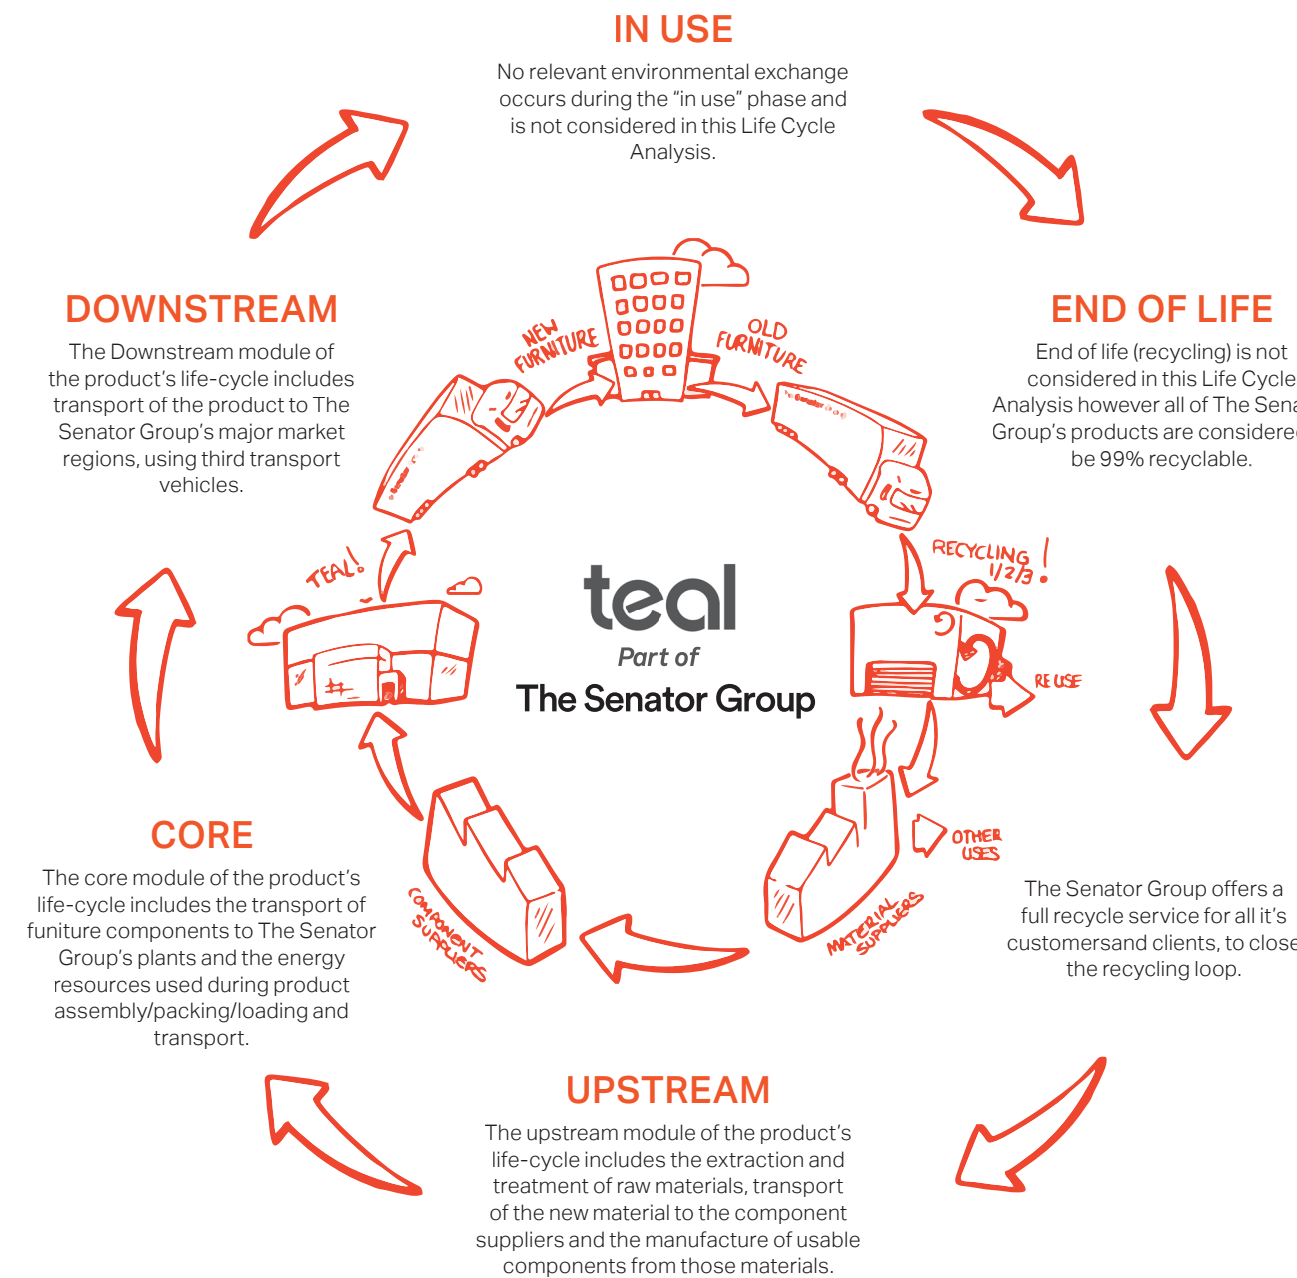 IN USE
No relevant environmental exchange
occurs during the “in use” phase and
is not considered in this Life Cycle
Analysis.
DOWNSTREAM
The Downstream module of
the product’s life-cycle includes
transport of the product to The
Senator Group’s major market
regions, using third transport
vehicles.
END OF LIFE
End of life (recycling) is not
considered in this Life Cycle
Analysis however all of The Sena
Group’s products are considere
be 99% recyclable.
NEW
FURNITURE
OLD
FURNITURE
Senator
TEAL!
RECYCLING
1/2/3 !
teal
Part of
The Senator Group
RE USE
OTHER
USES
COMPONENT
SUPPLIERS
MATERIAL
SUPPLIERS
CORE
The core module of the product’s
life-cycle includes the transport of
funiture components to The Senator
Group’s plants and the energy
resources used during product
assembly/packing/loading and
transport.
The Senator Group offers a
full recycle service for all it’s
customersand clients, to close
the recycling loop.
UPSTREAM
The upstream module of the product’s
life-cycle includes the extraction and
treatment of raw materials, transport
of the new material to the component
suppliers and the manufacture of usable
components from those materials.